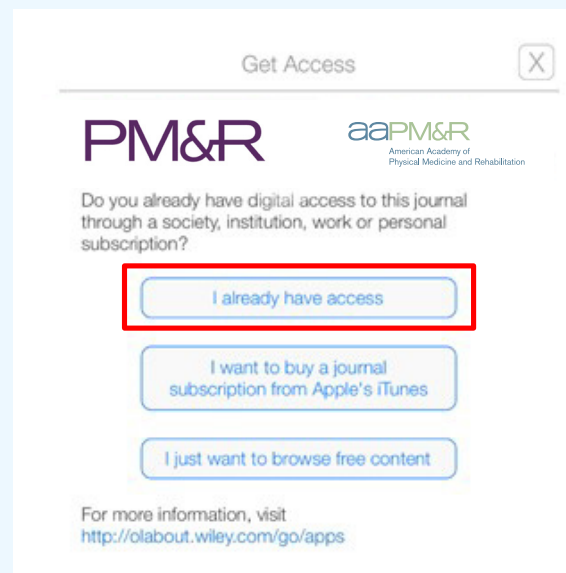 Get Access
X
PM&R
aaPM&R
American Academy of
Physical Medicine and Rehabilitation
Do you already have digital access to this journal
through a society, institution, work or personal
subscription?
I already have access
I want to buy a journal
subscription from Apple's iTunes
I just want to browse free content
For more information, visit
http://olabout.wiley.com/go/apps